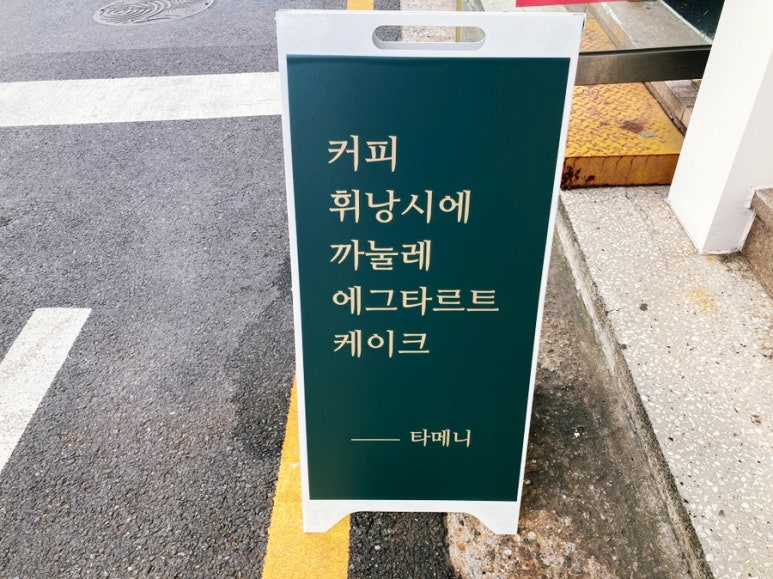 커피
휘낭시에
까눌레
에그타르트
케이크
타메니